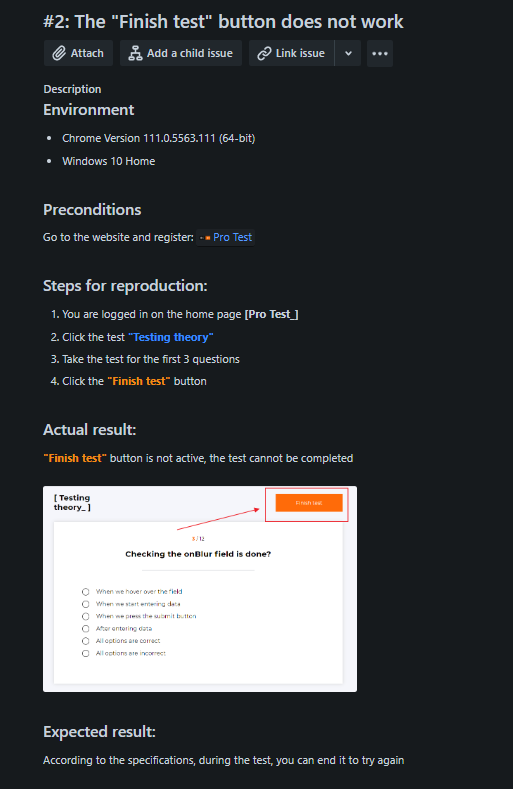 #2: The "Finish test" button does not work
Attach
Add a child issue
Link issue
Description
Environment
• Chrome Version 111.0.5563.111 (64-bit)
• Windows 10 Home
Preconditions
Go to the website and register: Pro Test
Steps for reproduction:
1. You are logged in on the home page [Pro Test_]
2. Click the test "Testing theory"
3. Take the test for the first 3 questions
4. Click the "Finish test" button
Actual result:
"Finish test" button is not active, the test cannot be completed
[ Testing
theory_ ]
Finish test
/ 12
Checking the onBlur field is done?
When we hover over the field
When we start entering data
When we press the submit button
After entering data
All options are correct
All options are incorrect
Expected result:
According to the specifications, during the test, you can end it to try again